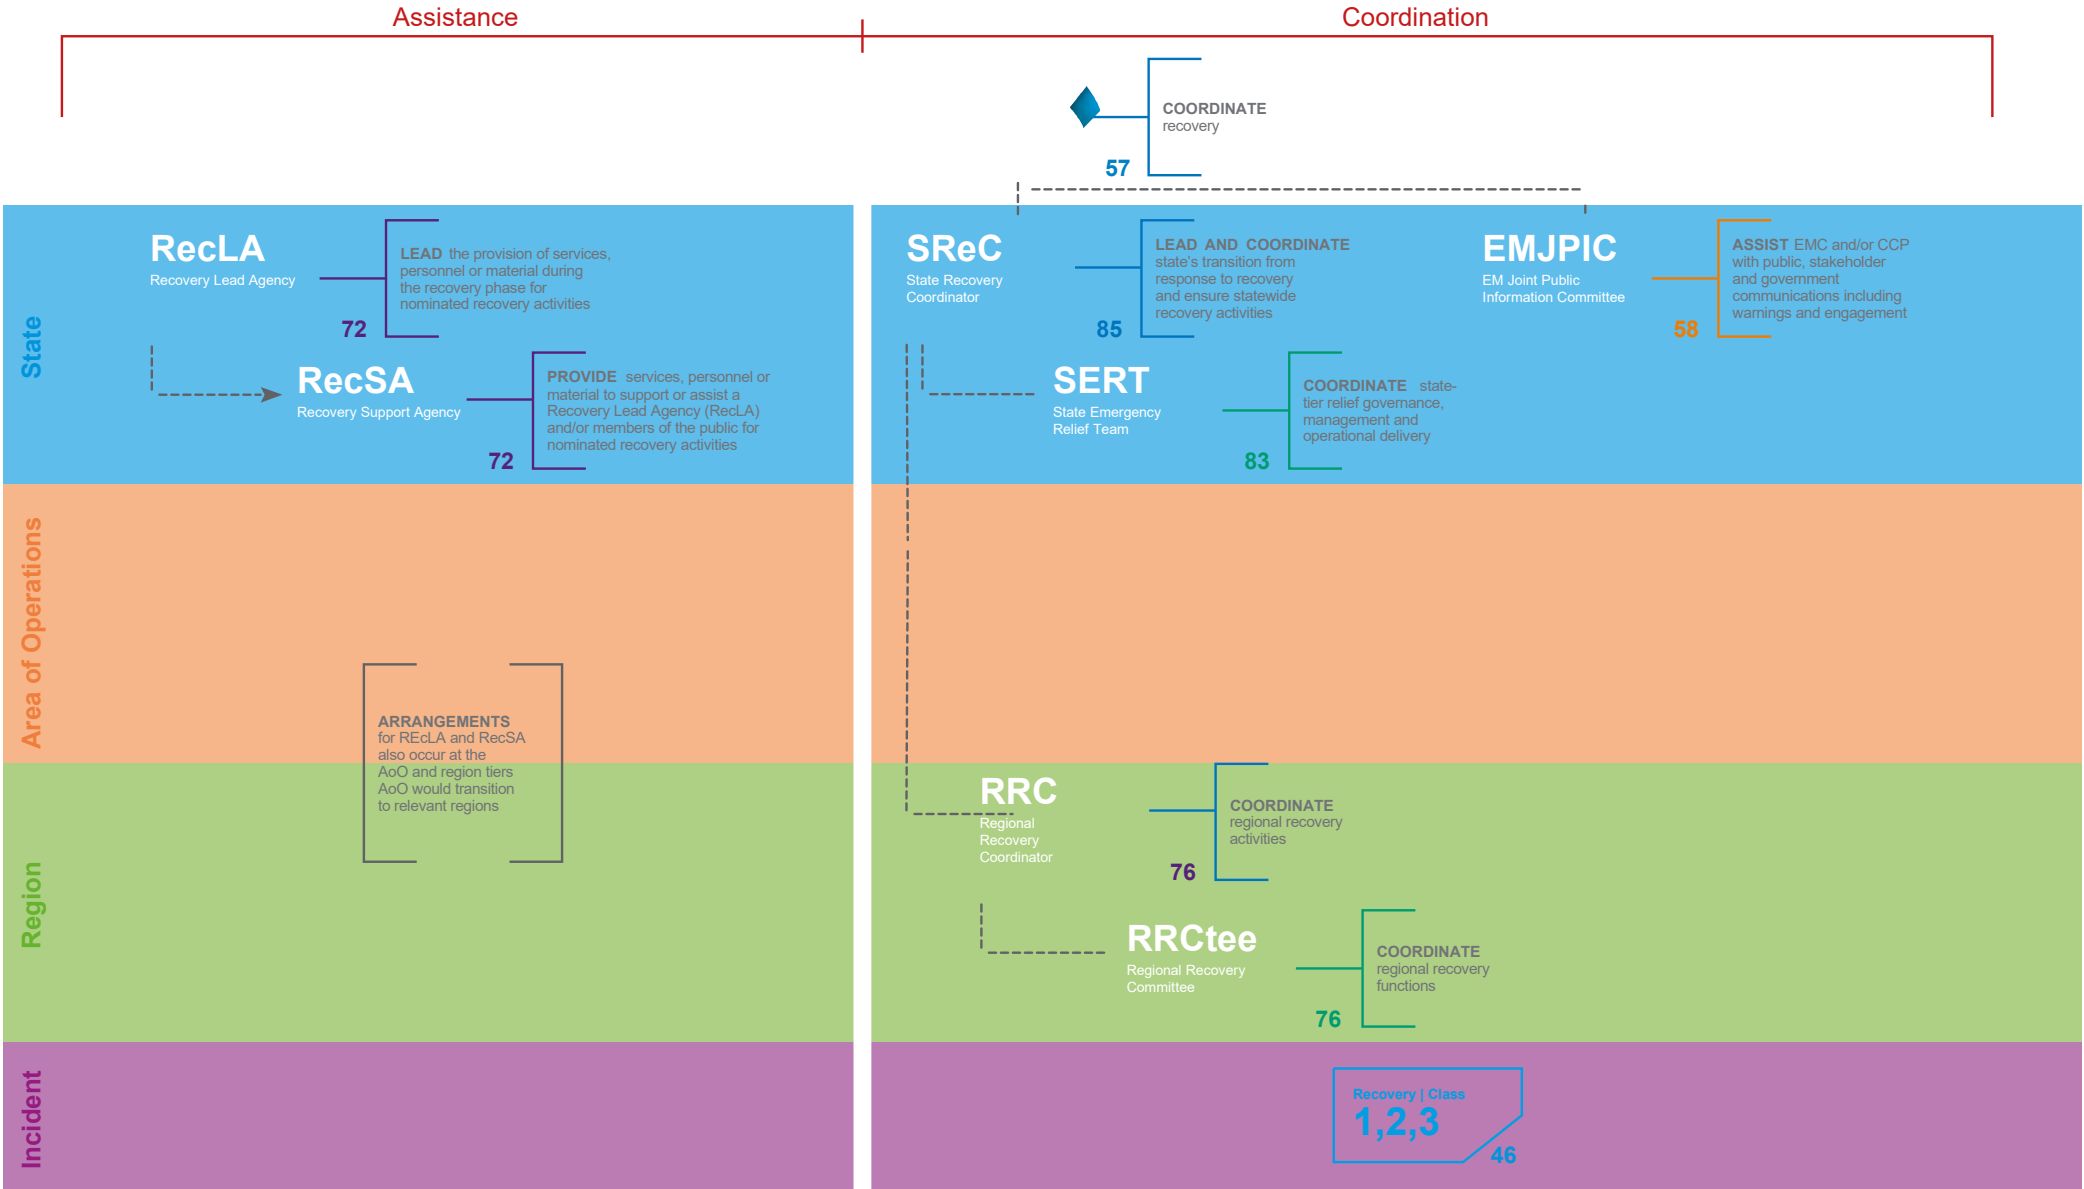 Assistance
Coordination
COORDINATE
recovery
57
State
RecLA
Recovery Lead Agency
LEAD the provision of services,
personnel or material during
the recovery phase for
nominated recovery activities
72
RecSA
Recovery Support Agency
PROVIDE services, personnel or
material to support or assist a
Recovery Lead Agency (RecLA)
and/or members of the public for
nominated recovery activities
72
SReC
State Recovery
Coordinator
LEAD AND COORDINATE
state's transition from
response to recovery
and ensure statewide
recovery activities
85
EMJPIC
EM Joint Public
Information Committee
ASSIST EMC and/or CCP
with public, stakeholder
and government
communications including
warnings and engagement
58
SERT
State Emergency
Relief Team
COORDINATE state-
tier relief governance,
management and
operational delivery
83
Area of Operations
ARRANGEMENTS
for REcLA and RecSA
also occur at the
AoO and region tiers
AoO would transition
to relevant regions
Region
RRC
Regional
Recovery
Coordinator
COORDINATE
regional recovery
activities
76
RRCtee
Regional Recovery
Committee
COORDINATE
regional recovery
functions
76
Incident
Recovery | Class
1,2,3
46